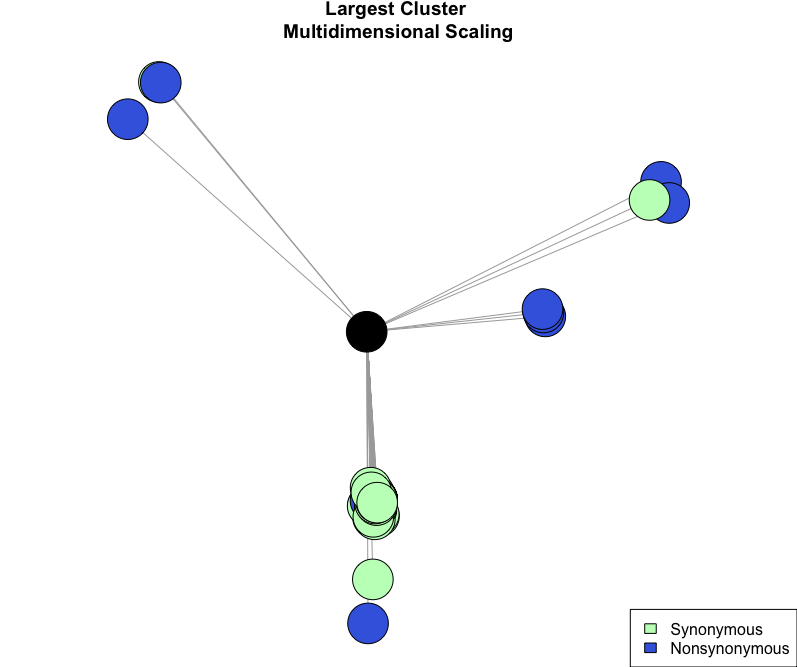 Largest Cluster
Multidimensional Scaling
Synonymous
Nonsynonymous